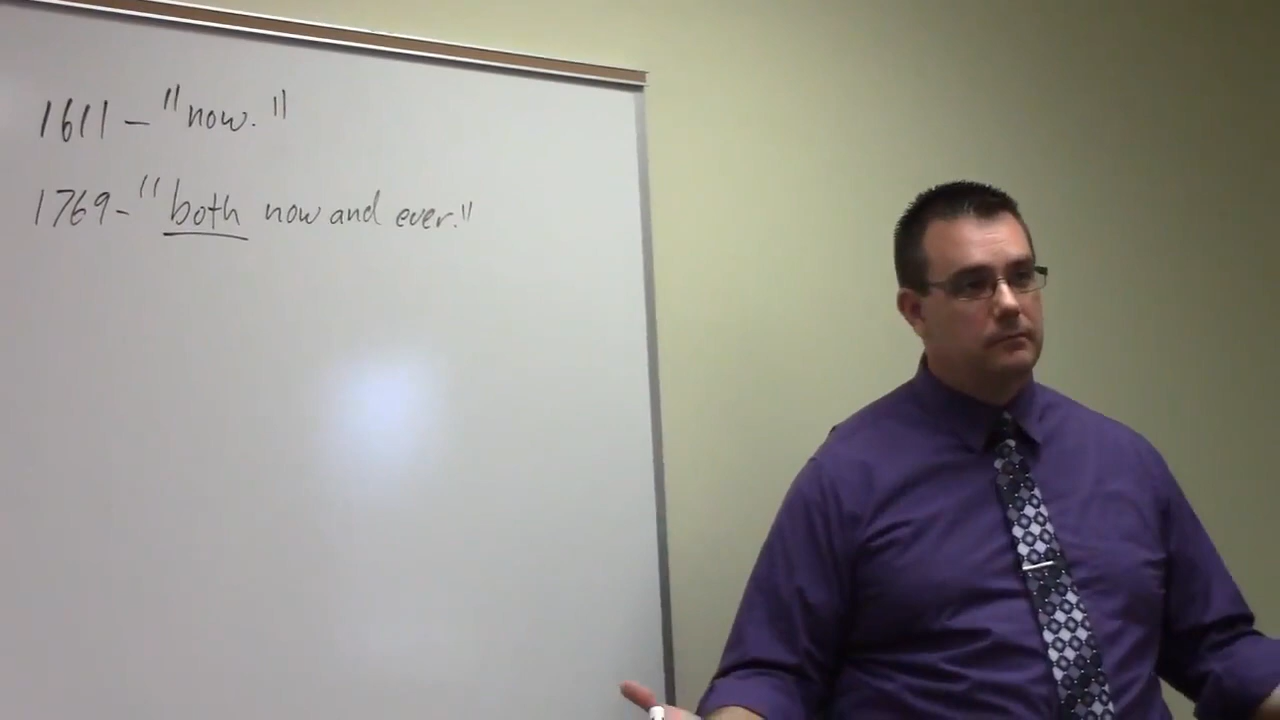 1611 - "now."
1769 - "both now and ever."